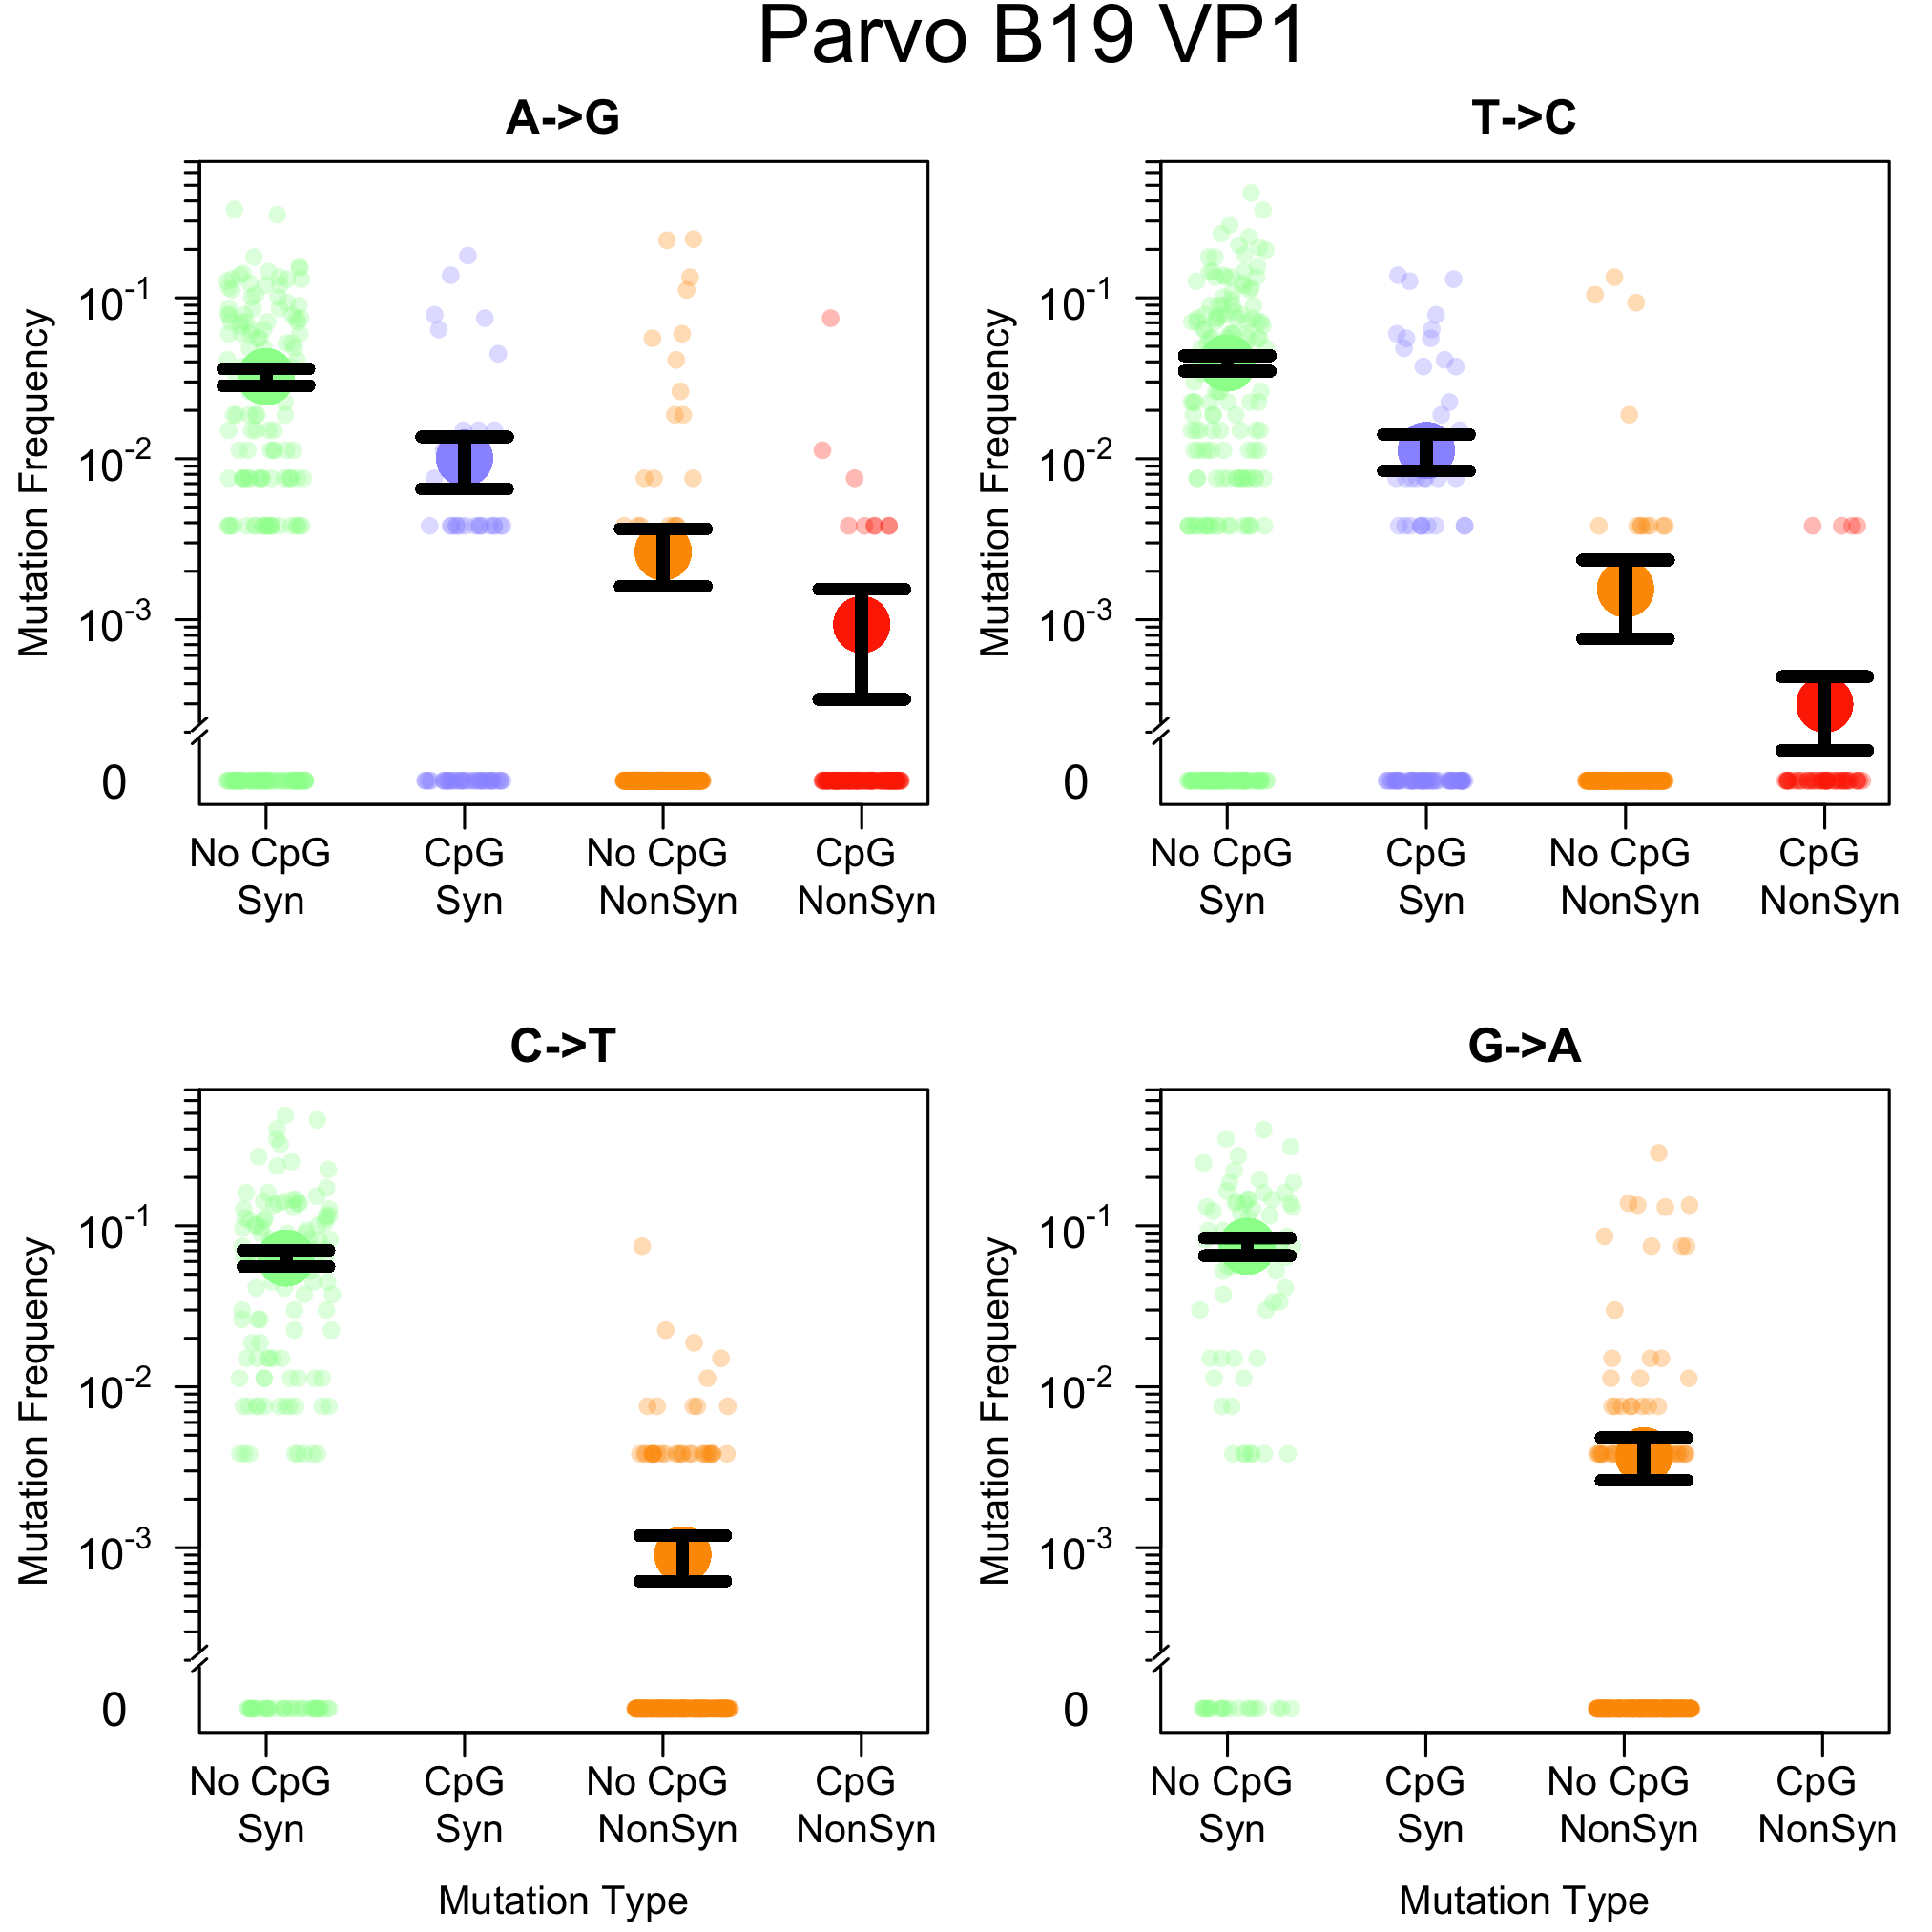 Parvo B19 VP1
A->G
Mutation Frequency
10-1
10-2
10-3
0
No CpG Syn
CpG Syn
No CpG NonSyn
CpG NonSyn
T->C
Mutation Frequency
10-1
10-2
10-3
0
No CpG Syn
CpG Syn
No CpG NonSyn
CpG NonSyn
C->T
Mutation Frequency
10-1
10-2
10-3
0
No CpG Syn
CpG Syn
No CpG NonSyn
CpG NonSyn
Mutation Type
G->A
Mutation Frequency
10-1
10-2
10-3
0
No CpG Syn
CpG Syn
No CpG NonSyn
CpG NonSyn
Mutation Type